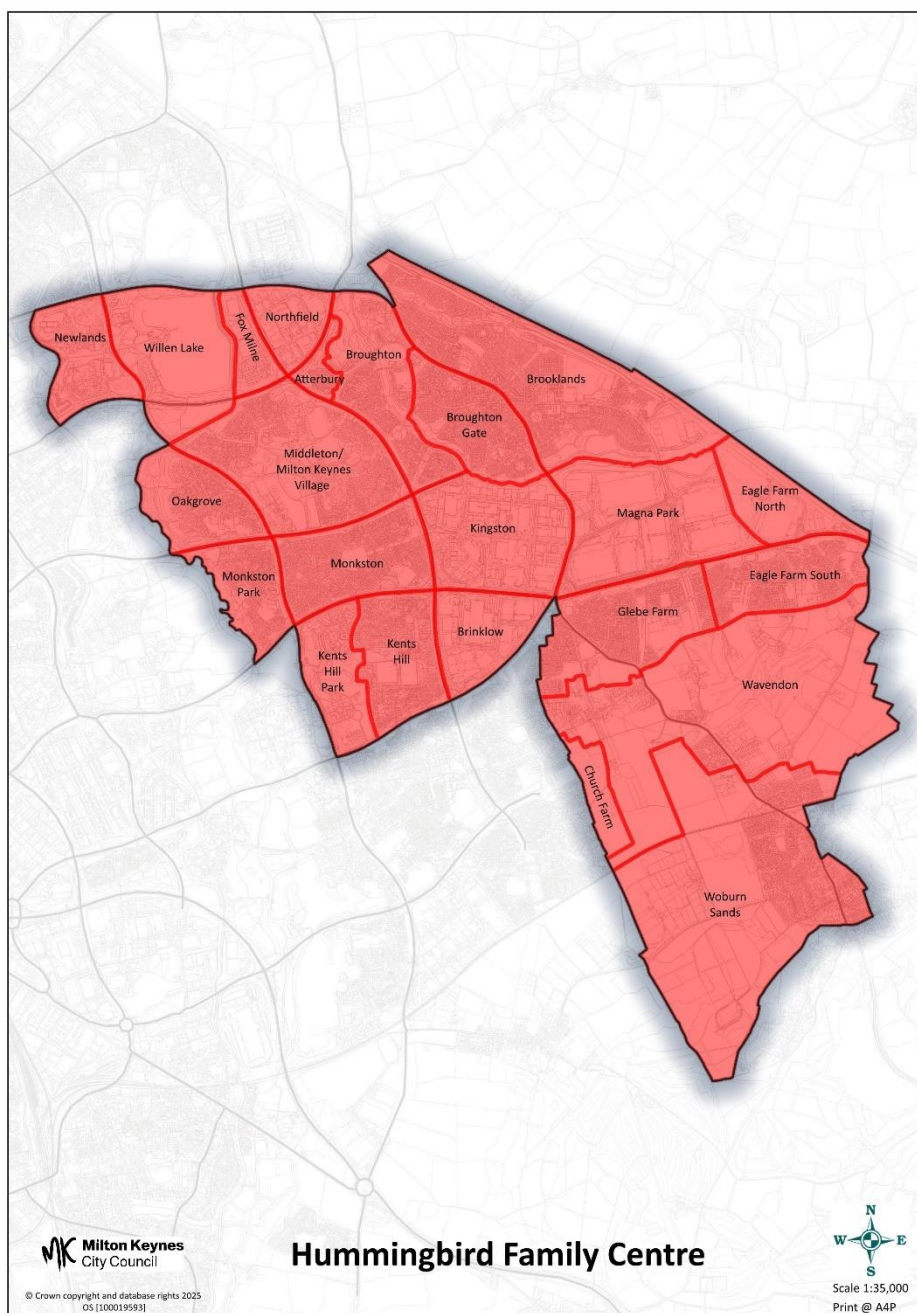 Newlands
Willen Lake
Fox Milne
Northfield
Atterbury
Broughton
Brooklands
Broughton
Gate
Middleton/
Milton Keynes
Village
Oakgrove
Magna Park
Eagle Farm
North
Kingston
Monkston
Monkston
Park
Eagle Farm South
Glebe Farm
Kents
Hill
Park
Kents
Hill
Brinklow
Wavendon
Church Farm
Woburn
Sands
MK Milton Keynes
City Council
© Crown copyright and database rights 2025
OS [100019593]
Hummingbird Family Centre
N
W E
S
Scale 1:35,000
Print @ A4P